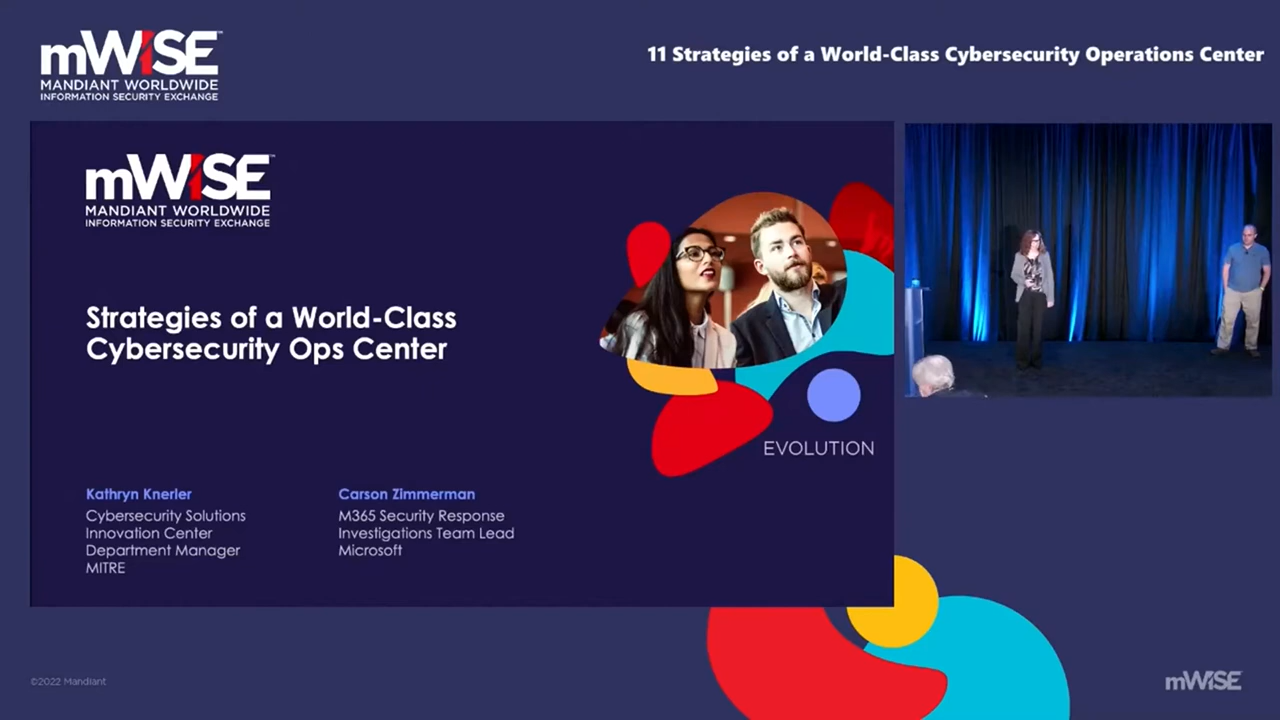 mWISE™
MANDIANT WORLDWIDE
INFORMATION SECURITY EXCHANGE
11 Strategies of a World-Class Cybersecurity Operations Center
mWISE™
MANDIANT WORLDWIDE
INFORMATION SECURITY EXCHANGE
Strategies of a World-Class
Cybersecurity Ops Center
EVOLUTION
Kathryn Knerler
Cybersecurity Solutions
Innovation Center
Department Manager
MITRE
Carson Zimmerman
M365 Security Response
Investigations Team Lead
Microsoft
©2022 Mandiant
mWISE